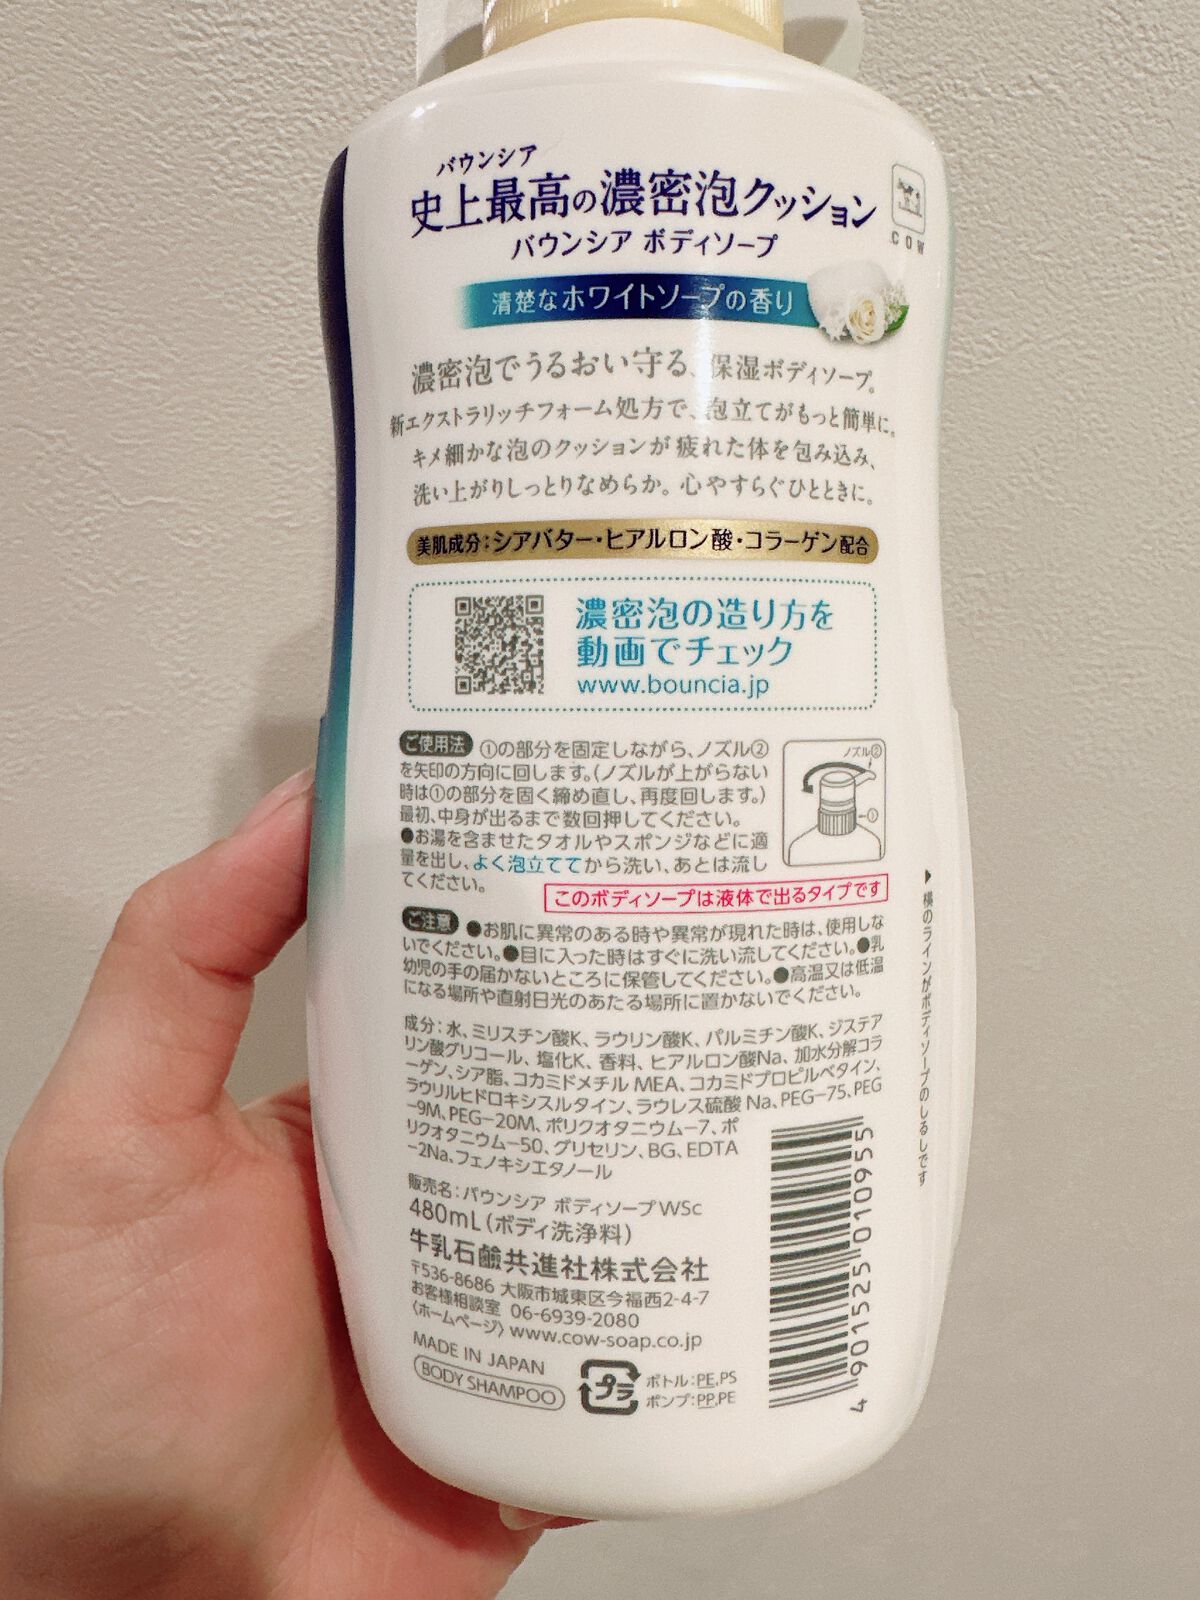 バウンシア
史上最高の濃密泡クッション
バウンシア ボディソープ
COW
清楚なホワイトソープの香り
濃密泡でうるおい守る、保湿ボディソープ。
新エクストラリッチフォーム処方で、泡立てがもっと簡単に。
キメ細かな泡のクッションが疲れた体を包み込み、
洗い上がりしっとりなめらか。心やすらぐひとときに。
美肌成分:シアバター・ヒアルロン酸・コラーゲン配合
濃密泡の造り方を
動画でチェック
www.bouncia.jp
ご使用法 ①の部分を固定しながら、ノズル②
を矢印の方向に回します。(ノズルが上がらない
時は①の部分を固く締め直し、再度回します。)
最初、中身が出るまで数回押してください。
●お湯を含ませたタオルやスポンジなどに適
量を出し、よく泡立ててから洗い、あとは流し
てください。
ノズル②
①
このボディソープは液体で出るタイプです
ご注意 ●お肌に異常のある時や異常が現れた時は、使用しな
いでください。●目に入った時はすぐに洗い流してください。●乳
幼児の手の届かないところに保管してください。●高温又は低温
になる場所や直射日光のあたる場所に置かないでください。
成分:水、ミリスチン酸K、ラウリン酸K、パルミチン酸K、ジステア
リン酸グリコール、塩化K、香料、ヒアルロン酸Na、加水分解コラ
ーゲン、シア脂、コカミドメチルMEA、コカミドプロピルベタイン、
ラウリルヒドロキシスルタイン、ラウレス硫酸Na、PEG-75、PEG
-9M、PEG-20M、ポリクオタニウム-7、ポ
リクオタニウム-50、グリセリン、BG、EDTA
-2Na、フェノキシエタノール
販売名:バウンシア ボディソープWSc
480mL(ボディ洗浄料)
牛乳石鹼共進社株式会社
〒536-8686 大阪市城東区今福西2-4-7
お客様相談室 06-6939-2080
〈ホームページ〉www.cow-soap.co.jp
MADE IN JAPAN
BODY SHAMPOO
プラ
ボトル:PE,PS
ポンプ:PP,PE
4901525010955
▶横のラインがボディソープのしるしです